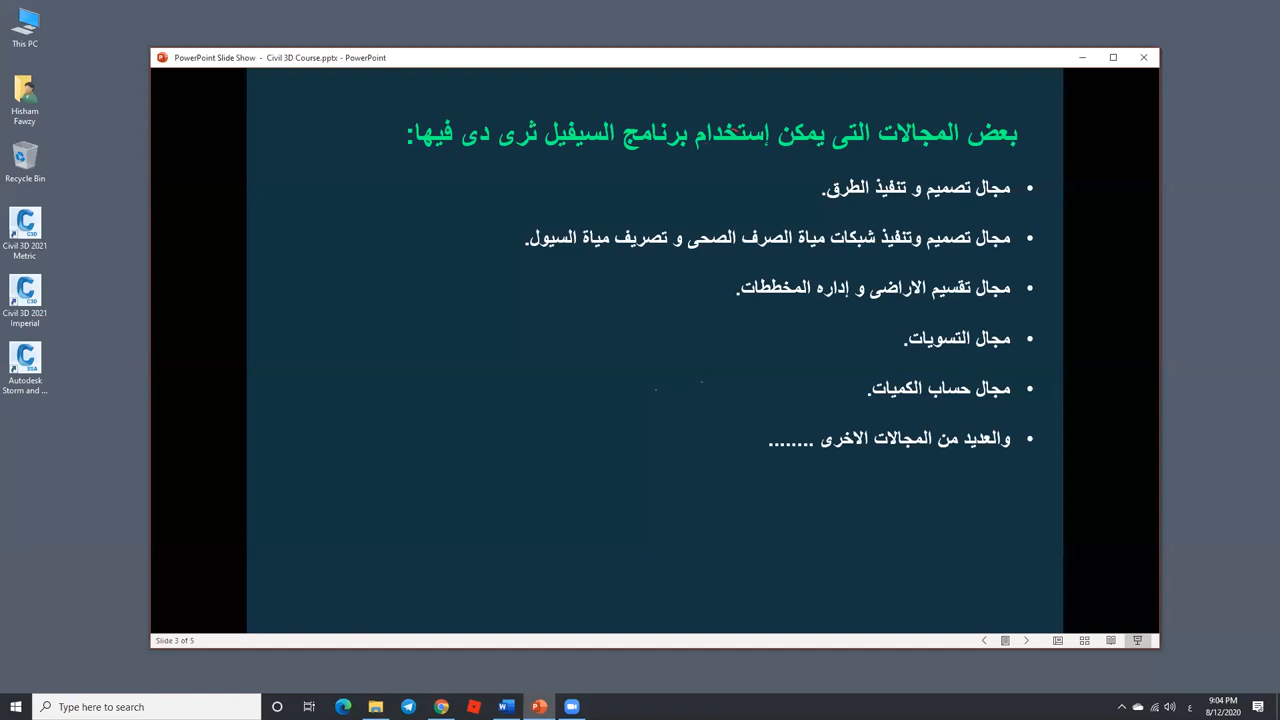 This PC
Hisham
Fawzy
Recycle Bin
Civil 3D 2021
Metric
Civil 3D 2021
Imperial
Autodesk
Storm and ...
PowerPoint Slide Show - Civil 3D Course.pptx - PowerPoint
بعض المجالات التى يمكن إستخدام برنامج السيفيل ثرى دى فيها:
• مجال تصميم و تنفيذ الطرق.
• مجال تصميم وتنفيذ شبكات مياة الصرف الصحى و تصريف مياة السيول.
• مجال تقسيم الاراضى و إداره المخططات.
• مجال التسويات.
• مجال حساب الكميات.
• والعديد من المجالات الاخرى ........
Slide 3 of 5
Type here to search
ع
9:04 PM
8/12/2020